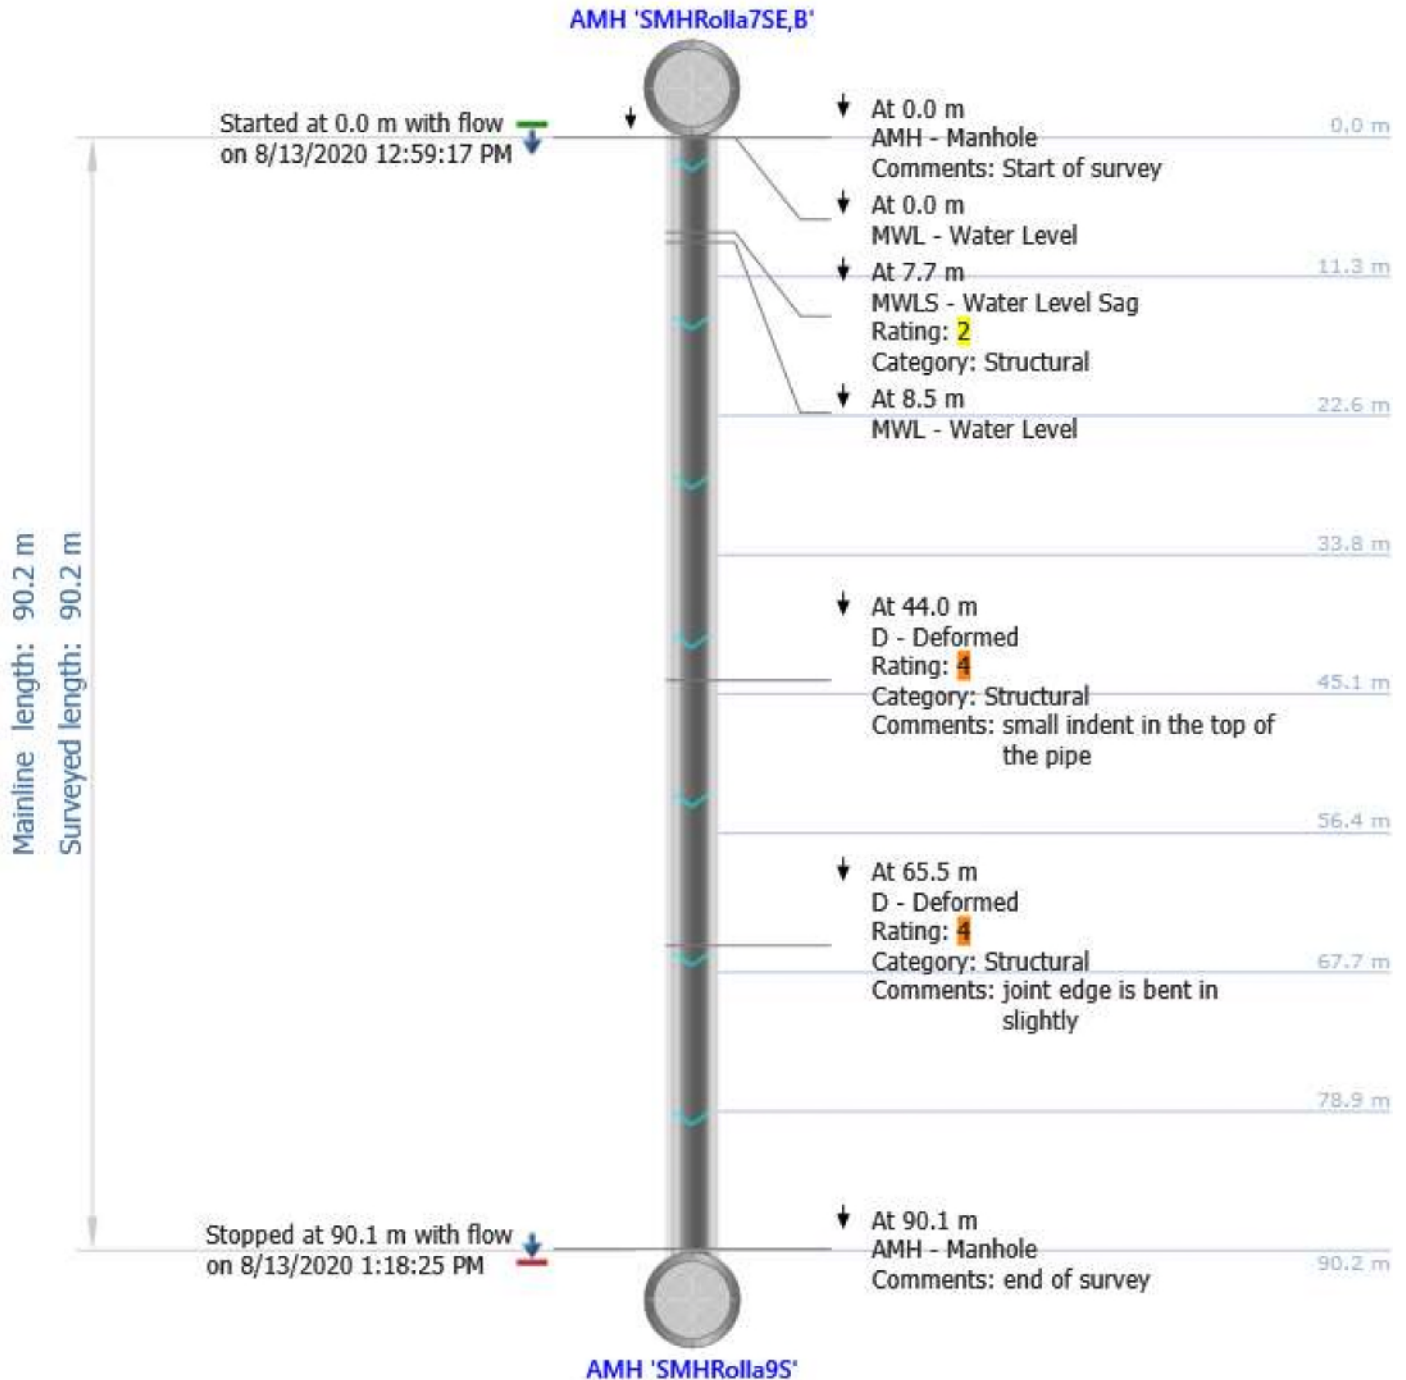 AMH 'SMHRolla7SE,B'
Started at 0.0 m with flow
on 8/13/2020 12:59:17 PM
At 0.0 m
AMH - Manhole
Comments: Start of survey
0.0 m
At 0.0 m
MWL - Water Level
At 7.7 m
MWLS - Water Level Sag
Rating: 2
Category: Structural
11.3 m
At 8.5 m
MWL - Water Level
22.6 m
33.8 m
Mainline length: 90.2 m
Surveyed length: 90.2 m
At 44.0 m
D - Deformed
Rating: 4
Category: Structural
Comments: small indent in the top of
the pipe
45.1 m
56.4 m
At 65.5 m
D - Deformed
Rating: 4
Category: Structural
Comments: joint edge is bent in
slightly
67.7 m
78.9 m
Stopped at 90.1 m with flow
on 8/13/2020 1:18:25 PM
At 90.1 m
AMH - Manhole
Comments: end of survey
90.2 m
AMH 'SMHRolla9S'